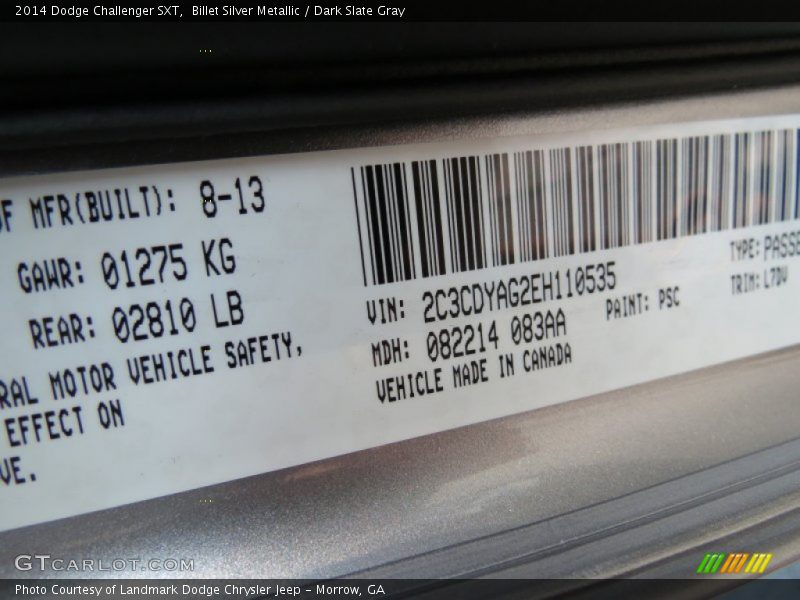 2014 Dodge Challenger SXT,  Billet Silver Metallic / Dark Slate Gray
OF MFR(BUILT): 8-13
GAWR: 01275 KG
REAR: 02810 LB
RAL MOTOR VEHICLE SAFETY,
EFFECT ON
VE.
VIN: 2C3CDYAG2EH110535
TYPE: PASSE
MDH: 082214 083AA
PAINT: PSC
TRIM: L7DV
VEHICLE MADE IN CANADA
GTCARLOT.COM
Photo Courtesy of Landmark Dodge Chrysler Jeep - Morrow, GA